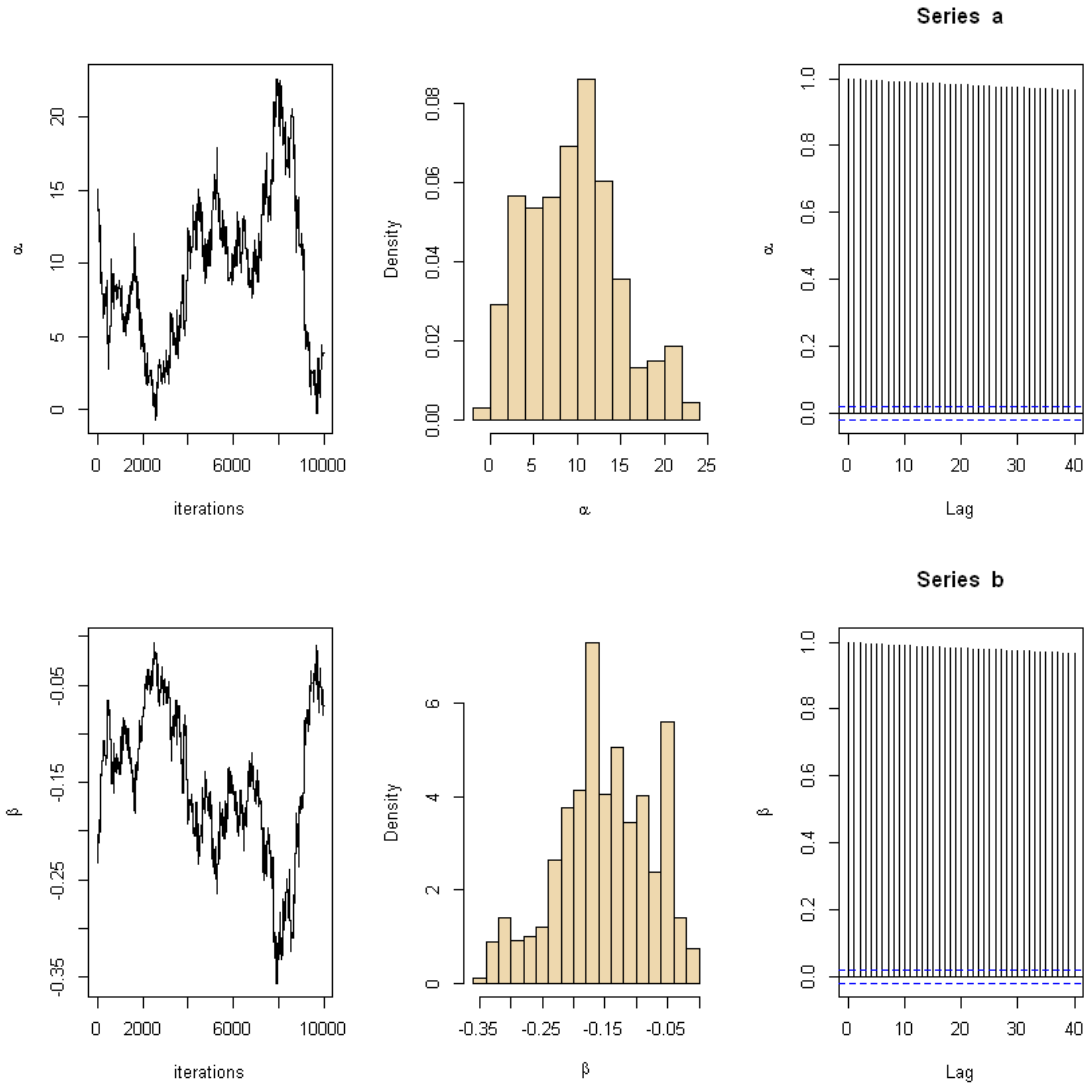 Series a
α
20
15
10
5
0
0 2000 6000 10000
iterations
Density
0.08
0.06
0.04
0.02
0.00
0 5 10 15 20 25
α
α
1.0
0.8
0.6
0.4
0.2
0.0
0 10 20 30 40
Lag
Series b
β
-0.05
-0.15
-0.25
-0.35
0 2000 6000 10000
iterations
Density
6
4
2
0
-0.35 -0.25 -0.15 -0.05
β
β
1.0
0.8
0.6
0.4
0.2
0.0
0 10 20 30 40
Lag